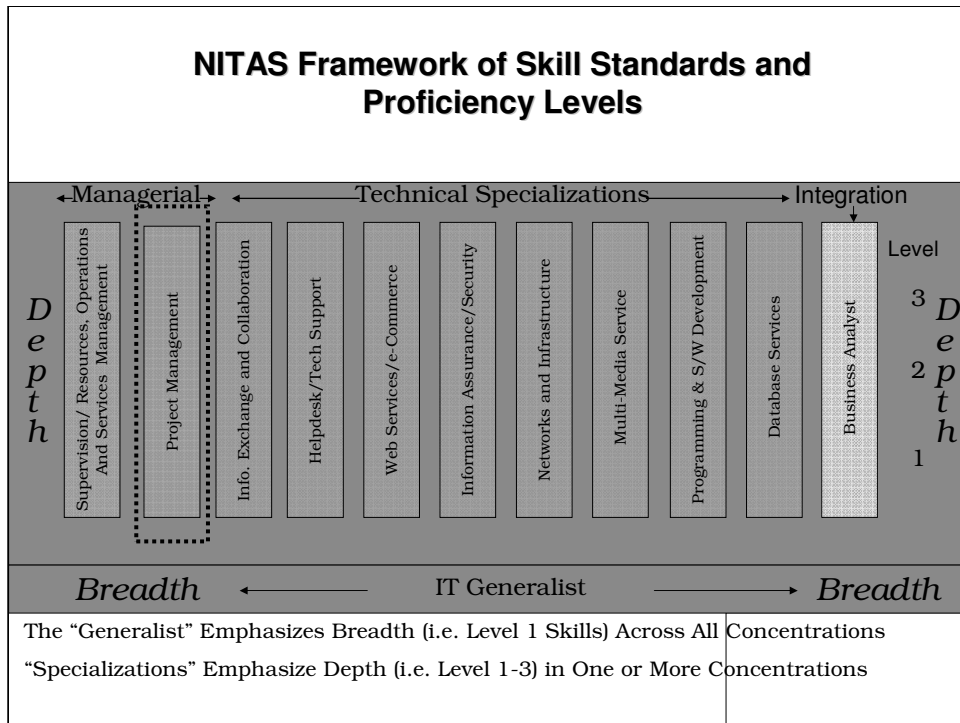 NITAS Framework of Skill Standards and
Proficiency Levels
Managerial
Technical Specializations
Integration
Level
Depth
Supervision/ Resources, Operations
And Services Management
Project Management
Info. Exchange and Collaboration
Helpdesk/Tech Support
Web Services/e-Commerce
Information Assurance/Security
Networks and Infrastructure
Multi-Media Service
Programming & S/W Development
Database Services
Business Analyst
3
2
1
Depth
Breadth
IT Generalist
Breadth
The “Generalist” Emphasizes Breadth (i.e. Level 1 Skills) Across All Concentrations
“Specializations” Emphasize Depth (i.e. Level 1-3) in One or More Concentrations